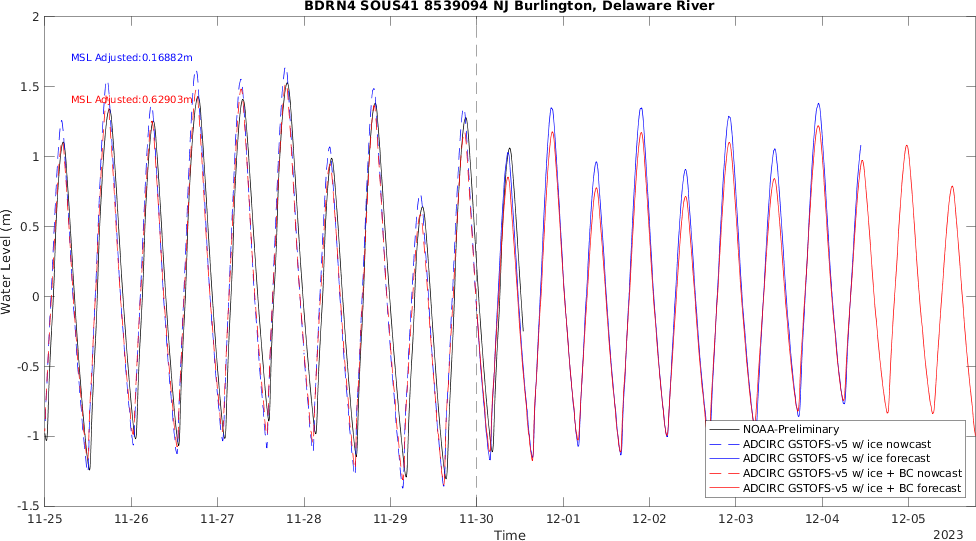 BDRN4 SOUS41 8539094 NJ Burlington, Delaware River
2
1.5
1
0.5
0
-0.5
-1
-1.5
Water Level (m)
MSL Adjusted:0.16882m
MSL Adjusted:0.62903m
NOAA-Preliminary
ADCIRC GSTOFS-v5 w/ ice nowcast
ADCIRC GSTOFS-v5 w/ ice forecast
ADCIRC GSTOFS-v5 w/ ice + BC nowcast
ADCIRC GSTOFS-v5 w/ ice + BC forecast
11-25 11-26 11-27 11-28 11-29 11-30 12-01 12-02 12-03 12-04 12-05
Time
2023